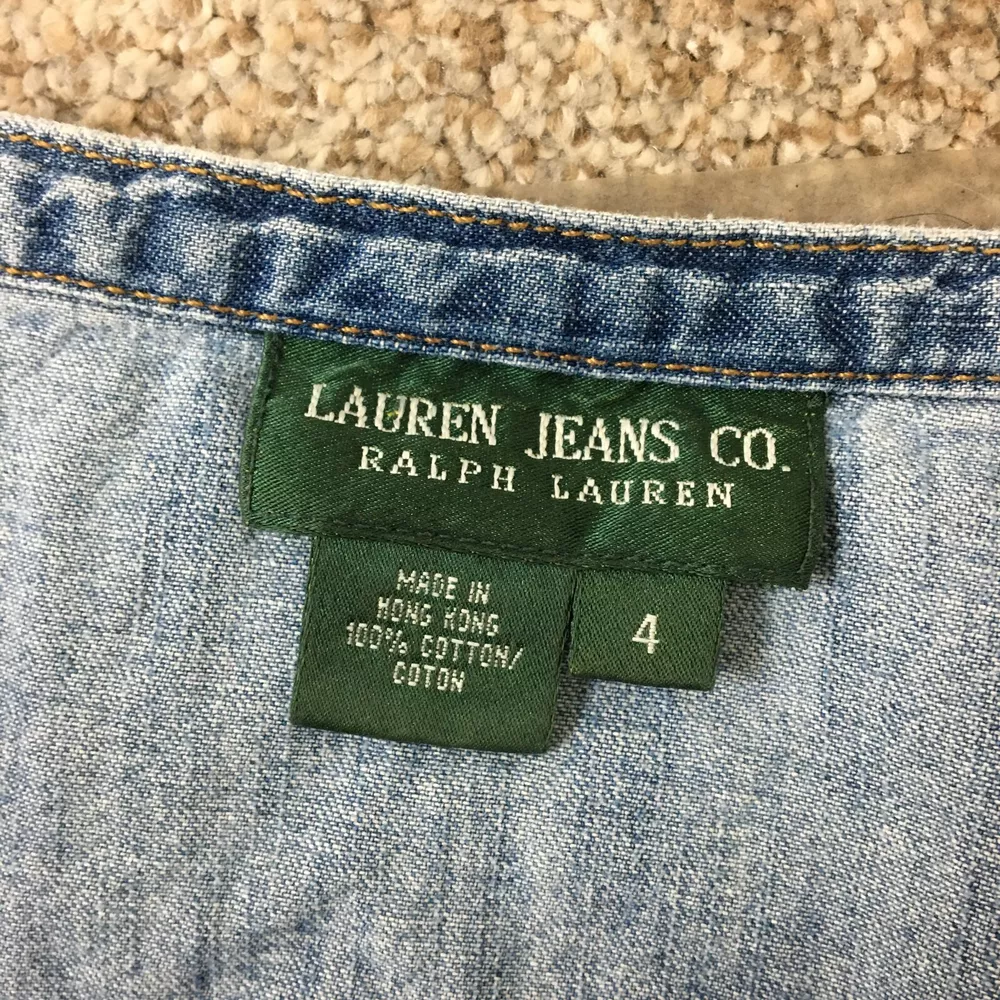 LAUREN JEANS CO.
RALPH LAUREN
MADE IN
HONG KONG
100% COTTON/
COTON
4